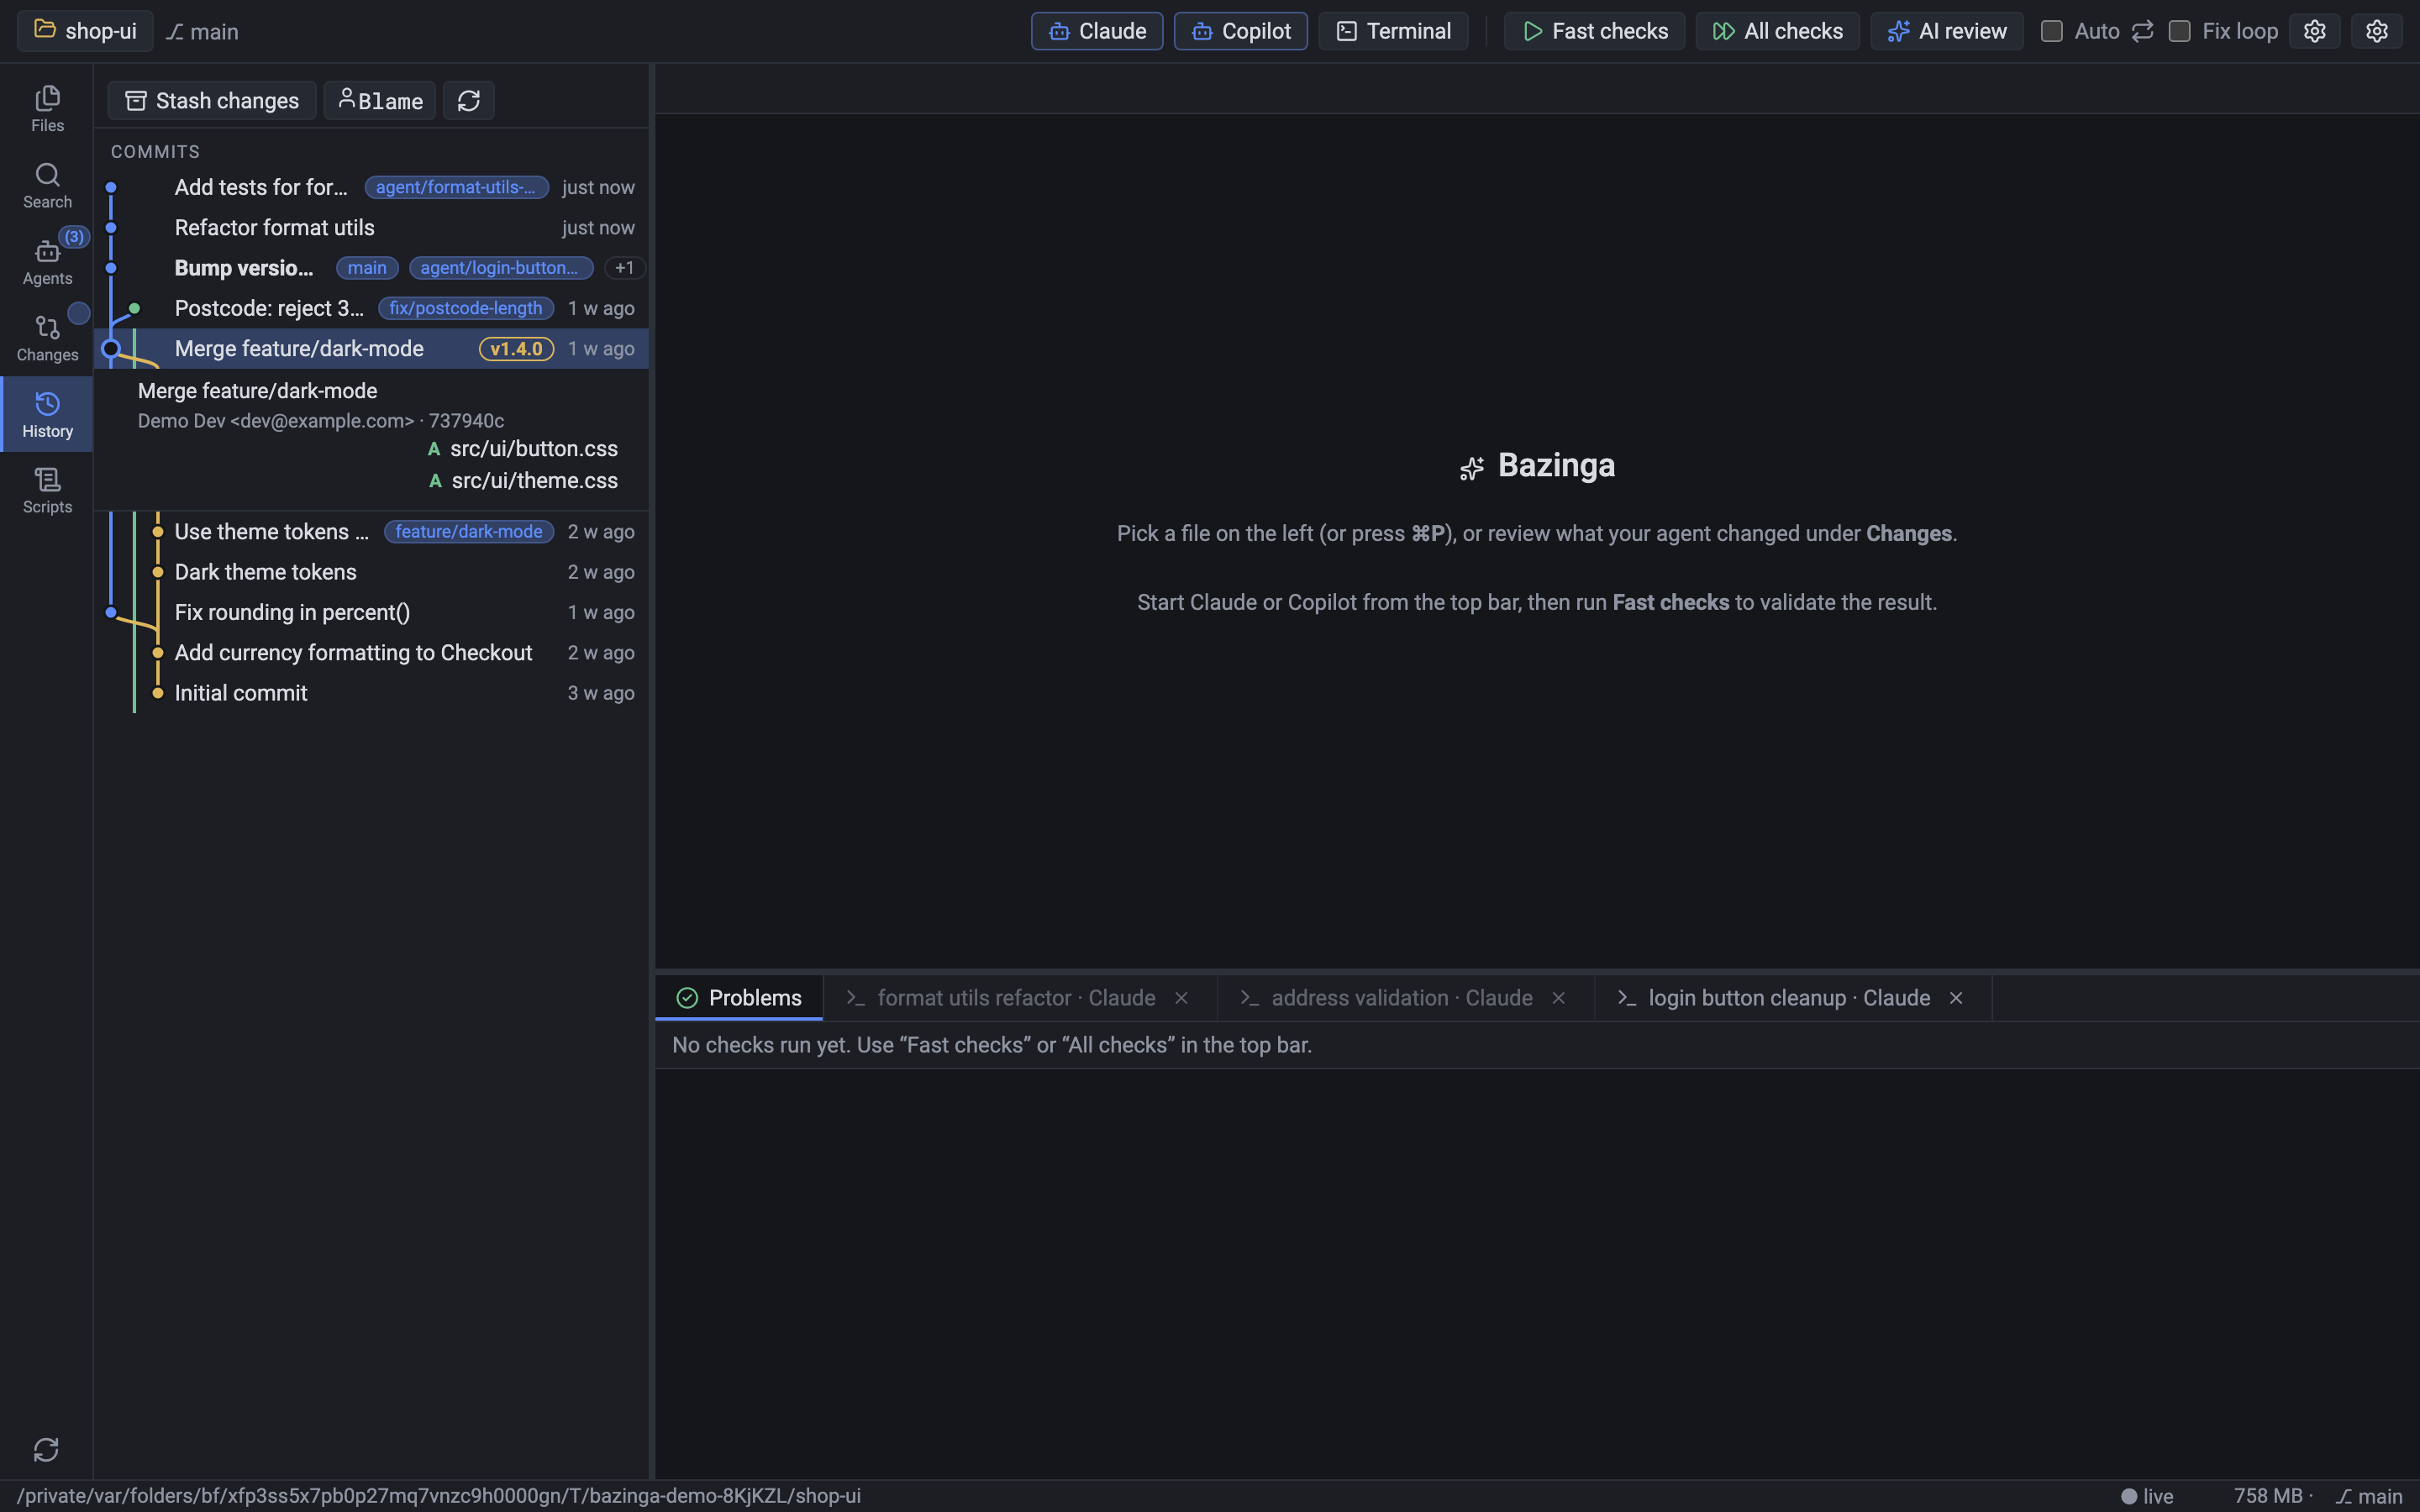 shop-ui main Claude Copilot Terminal Fast checks All checks AI review Auto Fix loop
Files
Search
(3)
Agents
Changes
History
Scripts
Stash changes Blame
COMMITS
Add tests for for... agent/format-utils-... just now
Refactor format utils just now
Bump versio... main agent/login-button... +1
Postcode: reject 3... fix/postcode-length 1 w ago
Merge feature/dark-mode v1.4.0 1 w ago
Merge feature/dark-mode
Demo Dev <dev@example.com> · 737940c
A src/ui/button.css
A src/ui/theme.css
Use theme tokens ... feature/dark-mode 2 w ago
Dark theme tokens 2 w ago
Fix rounding in percent() 1 w ago
Add currency formatting to Checkout 2 w ago
Initial commit 3 w ago
Bazinga
Pick a file on the left (or press ⌘P), or review what your agent changed under Changes.
Start Claude or Copilot from the top bar, then run Fast checks to validate the result.
Problems format utils refactor · Claude address validation · Claude login button cleanup · Claude
No checks run yet. Use “Fast checks” or “All checks” in the top bar.
/private/var/folders/bf/xfp3ss5x7pb0p27mq7vnzc9h0000gn/T/bazinga-demo-8KjKZL/shop-ui live 758 MB · main